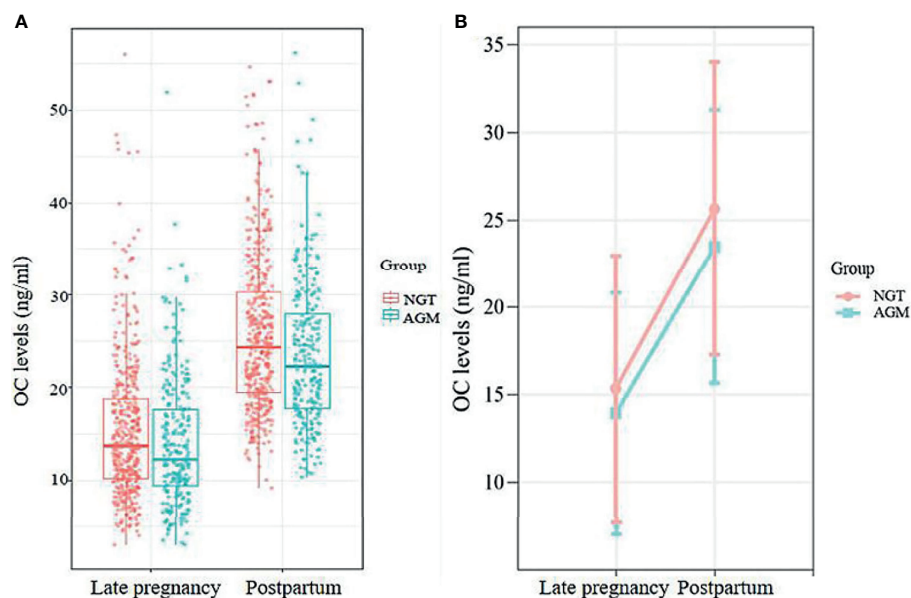 A
OC levels (ng/ml)
50
40
30
20
10
Late pregnancy
Postpartum
Group
NGT
AGM
B
OC levels (ng/ml)
35
30
25
20
15
10
Late pregnancy
Postpartum
Group
NGT
AGM